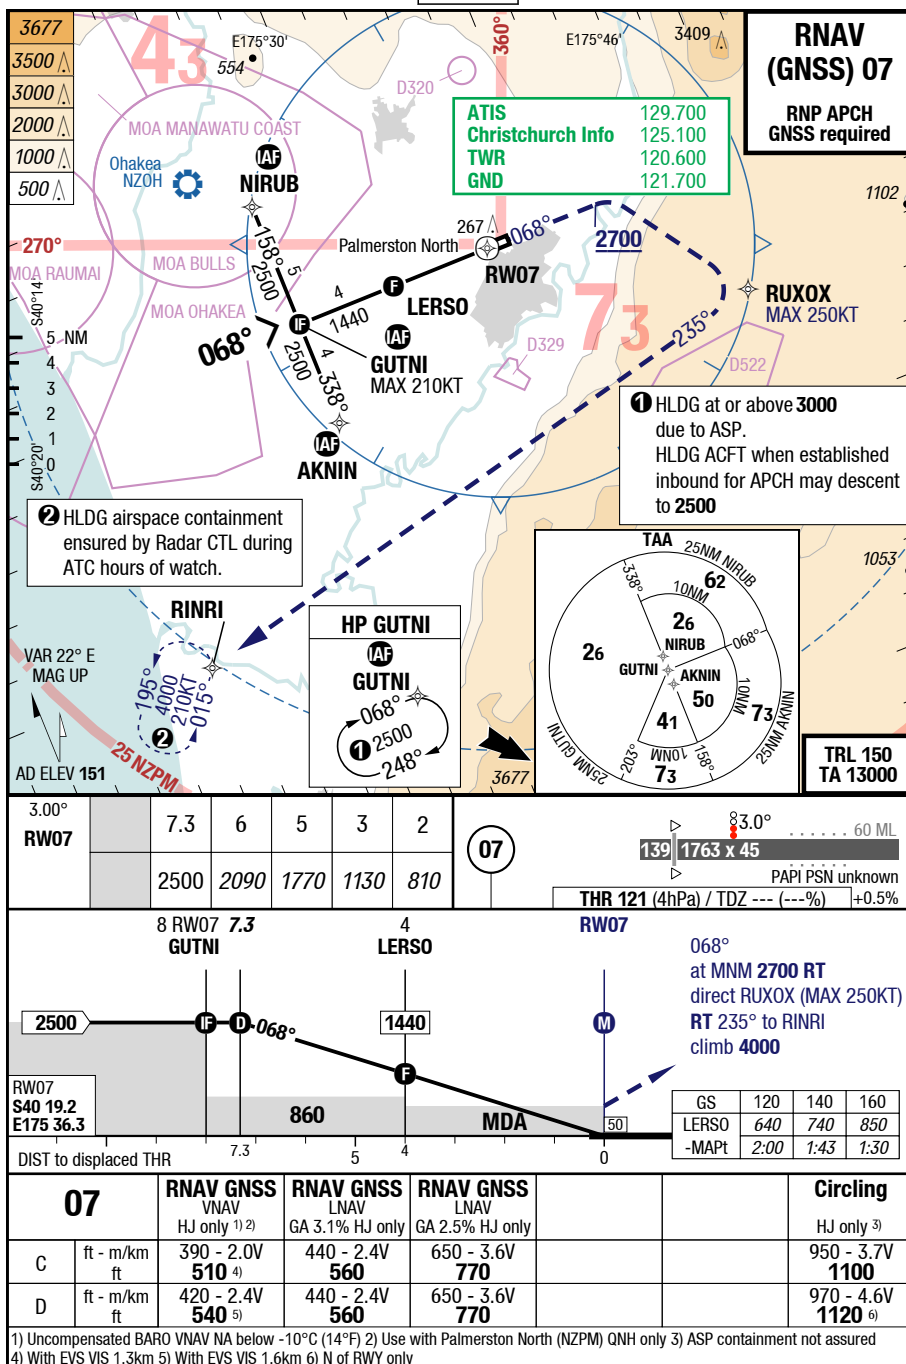 RNAV
(GNSS) 07
RNP APCH
GNSS required
3677
3500
3000
2000
1000
500
43
E175°30'
554
360°
E175°46'
3409
D320
MOA MANAWATU COAST
Ohakea
NZOH
IAF
NIRUB
ATIS 129.700
Christchurch Info 125.100
TWR 120.600
GND 121.700
1102
270°
MOA RAUMAI
MOA BULLS
MOA OHAKEA
Palmerston North
267
068°
2700
RW07
158°
5
2500
4
1440
F
LERSO
IF
IAF
GUTNI
MAX 210KT
068°
2500
4
338°
IAF
AKNIN
73
RUXOX
MAX 250KT
235°
D329
D522
S40°14'
S40°20'
5 NM
4
3
2
1
0
1 HLDG at or above 3000
due to ASP.
HLDG ACFT when established
inbound for APCH may descent
to 2500
2 HLDG airspace containment
ensured by Radar CTL during
ATC hours of watch.
RINRI
195°
4000
210KT
015°
2
VAR 22° E
MAG UP
AD ELEV 151
25 NZPM
HP GUTNI
IAF
GUTNI
068°
1 2500
248°
3677
1053
TAA
25NM NIRUB
338°
62
10NM
26
NIRUB
068°
26
GUTNI
AKNIN
50
10NM
73
25NM AKNIN
41
10NM
203°
158°
73
25NM GUTNI
TRL 150
TA 13000
3.00°
RW07
7.3 6 5 3 2
2500 2090 1770 1130 810
07
3.0°
60 ML
139 1763 x 45
PAPI PSN unknown
THR 121 (4hPa) / TDZ --- (---%) +0.5%
8 RW07 7.3 4 RW07
GUTNI LERSO
2500
IF D 068°
1440
F
M
068°
at MNM 2700 RT
direct RUXOX (MAX 250KT)
RT 235° to RINRI
climb 4000
RW07
S40 19.2
E175 36.3
860
MDA
50
DIST to displaced THR
7.3 5 4 0
GS 120 140 160
LERSO 640 740 850
-MAPt 2:00 1:43 1:30
07
RNAV GNSS RNAV GNSS RNAV GNSS Circling
VNAV LNAV LNAV
HJ only 1) 2) GA 3.1% HJ only GA 2.5% HJ only HJ only 3)
C ft - m/km 390 - 2.0V 440 - 2.4V 650 - 3.6V 950 - 3.7V
ft 510 4) 560 770 1100
D ft - m/km 420 - 2.4V 440 - 2.4V 650 - 3.6V 970 - 4.6V
ft 540 5) 560 770 1120 6)
1) Uncompensated BARO VNAV NA below -10°C (14°F) 2) Use with Palmerston North (NZPM) QNH only 3) ASP containment not assured
4) With EVS VIS 1.3km 5) With EVS VIS 1.6km 6) N of RWY only